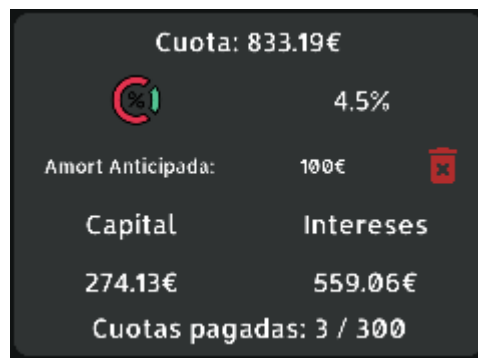 Cuota: 833.19€
% 4.5%
Amort Anticipada: 100€
Capital Intereses
274.13€ 559.06€
Cuotas pagadas: 3 / 300